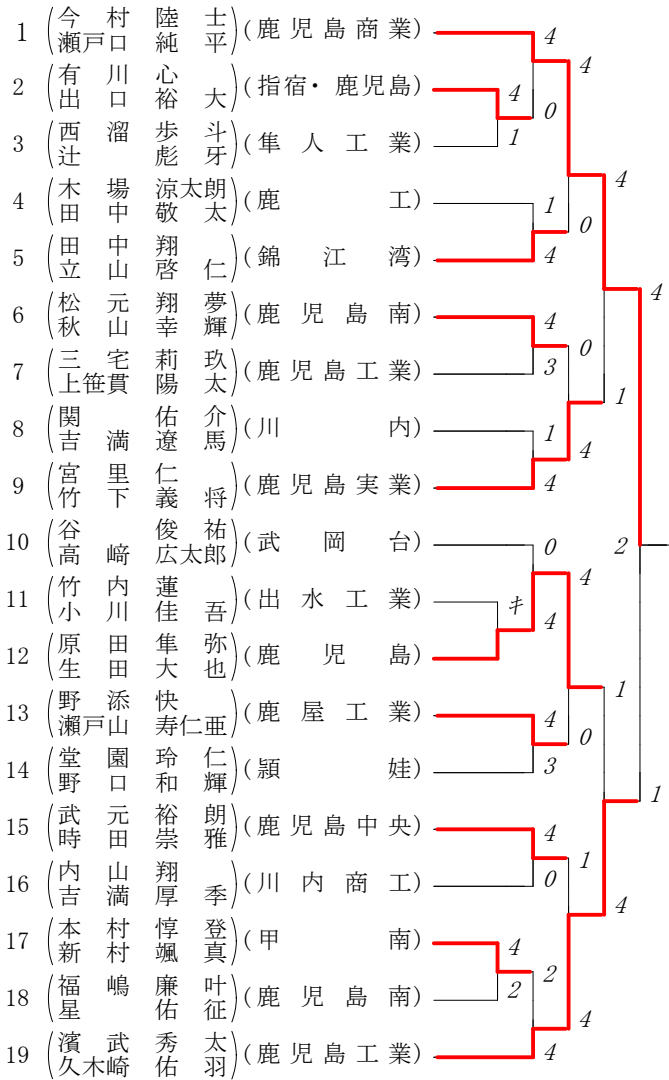 今村陸士
1 (鹿児島商業) 4
瀬戸口純平
4
有川心
2 (指宿・鹿児島) 4 0
出口裕大
西溜歩斗
3 (隼人工業) 1
辻彪牙
4
木場涼太朗
4 (鹿工) 1
田中敬太
0
田中翔
5 (錦江湾) 4
立山啓仁
4
松元翔夢
6 (鹿児島南) 4
秋山幸輝
0
三宅莉玖
7 (鹿児島工業) 3
上笹貫陽太
1
関佑介
8 (川内) 1
吉満遼馬
4
宮里仁
9 (鹿児島実業) 4
竹下義将
谷俊祐
10 (武岡台) 0 2
高﨑広太郎
4
竹内蓮
11 (出水工業) キ 4
小川佳吾
原田隼弥
12 (鹿児島)
生田大也
1
野添快
13 (鹿屋工業) 4
瀬戸山寿仁亜
0
堂園玲仁
14 (頴娃) 3
野口和輝
1
武元裕朗
15 (鹿児島中央) 4
時田崇雅
1
内山翔
16 (川内商工) 0
吉満厚季
4
本村惇登
17 (甲南) 4
新村颯真
2
福嶋廉叶
18 (鹿児島南) 2
星佑征
4
濱武秀太
19 (鹿児島工業) 4
久木崎佑羽